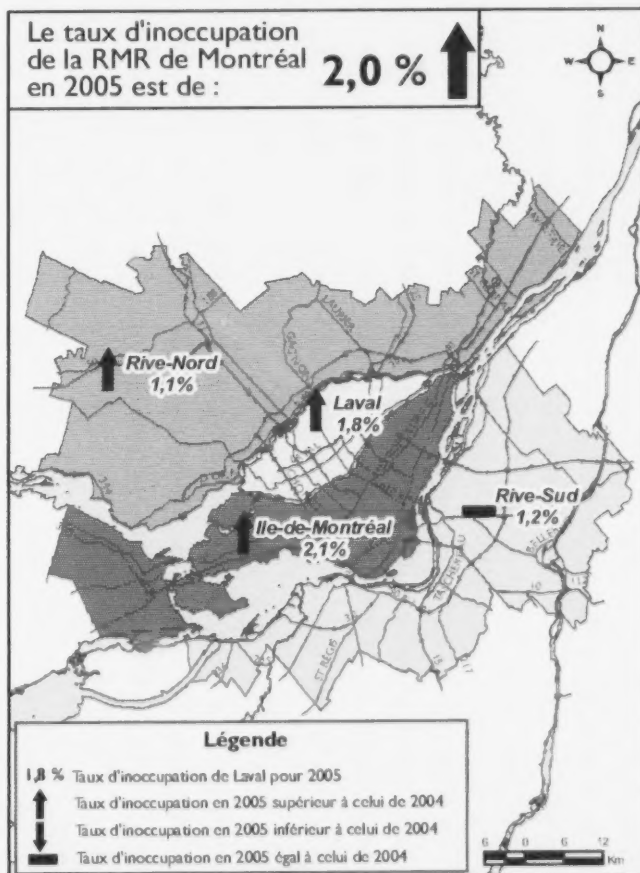 Le taux d'inoccupation
de la RMR de Montréal
en 2005 est de :
2,0 %
N
W
E
S
Rive-Nord
1,1%
Laval
1,8%
Ile-de-Montréal
2,1%
Rive-Sud
1,2%
TASCHEREAU
ST-RÉGIS
Légende
1,8 % Taux d'inoccupation de Laval pour 2005
Taux d'inoccupation en 2005 supérieur à celui de 2004
Taux d'inoccupation en 2005 inférieur à celui de 2004
Taux d'inoccupation en 2005 égal à celui de 2004
6 0 6 12
Km